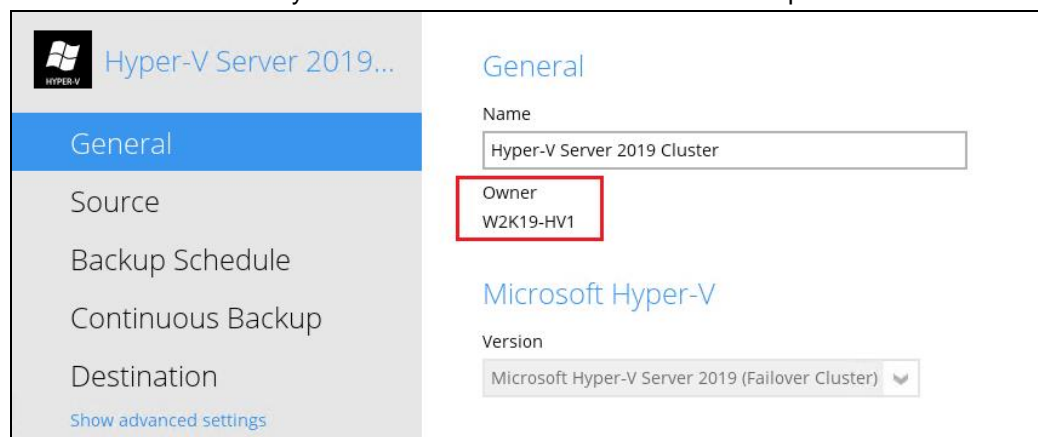 HYPER-V
Hyper-V Server 2019...
General
Source
Backup Schedule
Continuous Backup
Destination
Show advanced settings
General
Name
Hyper-V Server 2019 Cluster
Owner
W2K19-HV1
Microsoft Hyper-V
Version
Microsoft Hyper-V Server 2019 (Failover Cluster)